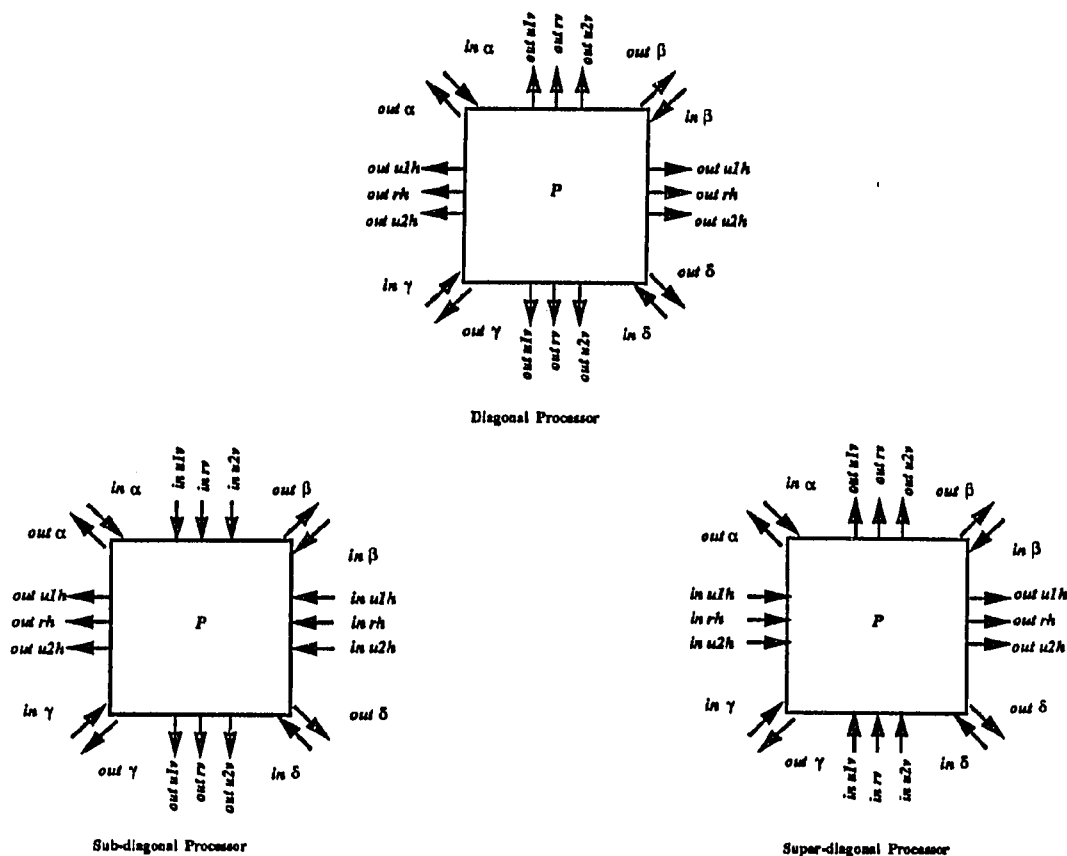 in α
out u1v
out rv
out u2v
out β
out α
in β
out u1h
out rh
out u2h
P
out u1h
out rh
out u2h
in γ
out δ
out γ
out u1v
out rv
out u2v
in δ
Diagonal Processor
in α
in u1v
in rv
in u2v
out β
out α
in β
out u1h
out rh
out u2h
P
in u1h
in rh
in u2h
in γ
out δ
out γ
out u1v
out rv
out u2v
in δ
Sub-diagonal Processor
in α
out u1v
out rv
out u2v
out β
out α
in β
in u1h
in rh
in u2h
P
out u1h
out rh
out u2h
in γ
out δ
out γ
in u1v
in rv
in u2v
in δ
Super-diagonal Processor